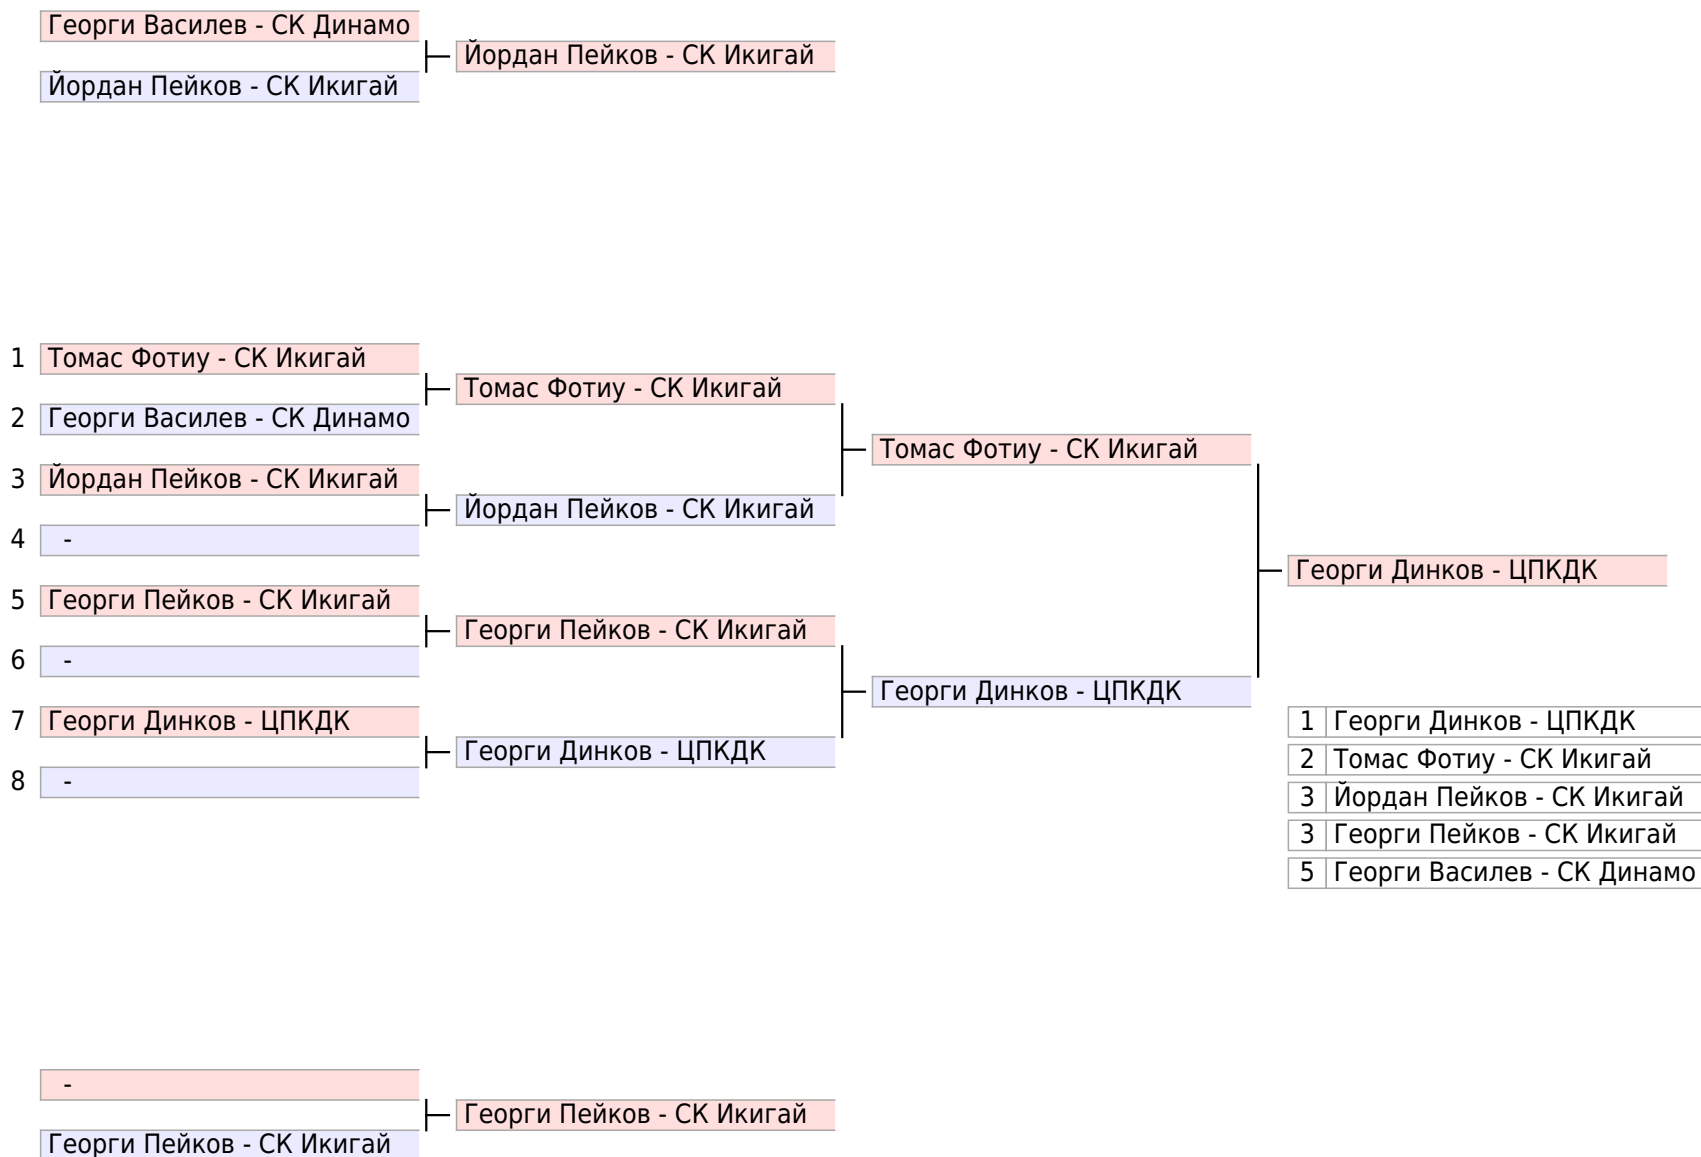 Георги Василев - СК Динамо
Йордан Пейков - СК Икигай
Йордан Пейков - СК Икигай
1 Томас Фотиу - СК Икигай
Томас Фотиу - СК Икигай
2 Георги Василев - СК Динамо
Томас Фотиу - СК Икигай
3 Йордан Пейков - СК Икигай
Йордан Пейков - СК Икигай
4 -
Георги Динков - ЦПКДК
5 Георги Пейков - СК Икигай
Георги Пейков - СК Икигай
6 -
Георги Динков - ЦПКДК
7 Георги Динков - ЦПКДК
Георги Динков - ЦПКДК
8 -
1 Георги Динков - ЦПКДК
2 Томас Фотиу - СК Икигай
3 Йордан Пейков - СК Икигай
3 Георги Пейков - СК Икигай
5 Георги Василев - СК Динамо
-
Георги Пейков - СК Икигай
Георги Пейков - СК Икигай